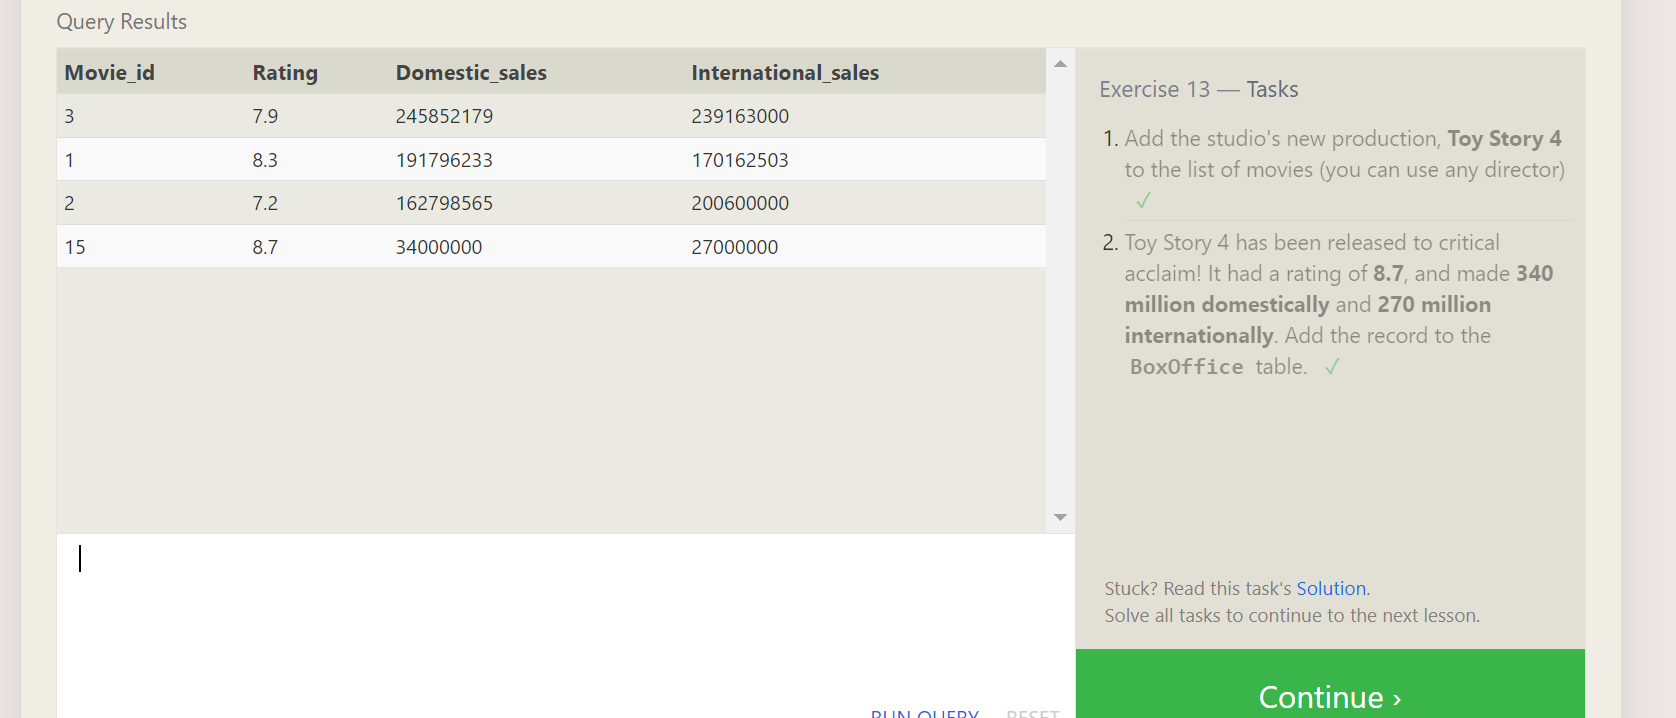 Query Results
Movie_id Rating Domestic_sales International_sales
3 7.9 245852179 239163000
1 8.3 191796233 170162503
2 7.2 162798565 200600000
15 8.7 34000000 27000000
Exercise 13 — Tasks
1. Add the studio's new production, Toy Story 4
to the list of movies (you can use any director)
✓
2. Toy Story 4 has been released to critical
acclaim! It had a rating of 8.7, and made 340
million domestically and 270 million
internationally. Add the record to the
BoxOffice table. ✓
Stuck? Read this task's Solution.
Solve all tasks to continue to the next lesson.
RUN QUERY RESET
Continue ›